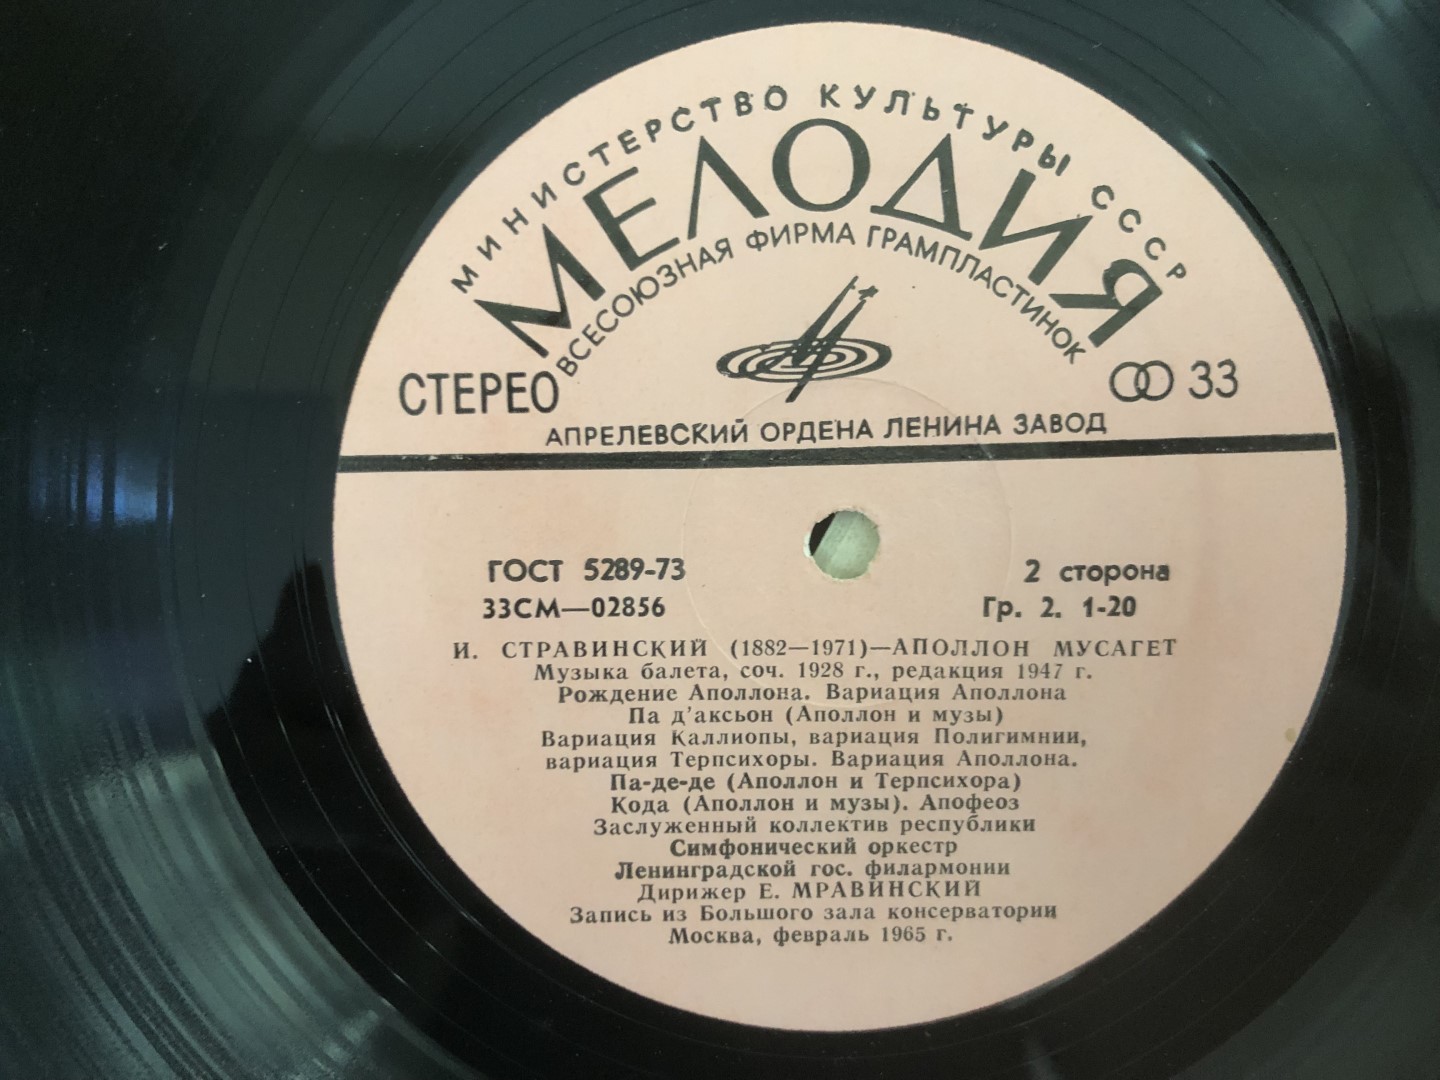 МИНИСТЕРСТВО КУЛЬТУРЫ СССР
МЕЛОДИЯ
ВСЕСОЮЗНАЯ ФИРМА ГРАМПЛАСТИНОК
СТЕРЕО
33
АПРЕЛЕВСКИЙ ОРДЕНА ЛЕНИНА ЗАВОД
ГОСТ 5289-73
2 сторона
33СМ—02856
Гр. 2. 1-20
И. СТРАВИНСКИЙ (1882—1971)—АПОЛЛОН МУСАГЕТ
Музыка балета, соч. 1928 г., редакция 1947 г.
Рождение Аполлона. Вариация Аполлона
Па д'аксьон (Аполлон и музы)
Вариация Каллиопы, вариация Полигимнии,
вариация Терпсихоры. Вариация Аполлона.
Па-де-де (Аполлон и Терпсихора)
Кода (Аполлон и музы). Апофеоз
Заслуженный коллектив республики
Симфонический оркестр
Ленинградской гос. филармонии
Дирижер Е. МРАВИНСКИЙ
Запись из Большого зала консерватории
Москва, февраль 1965 г.